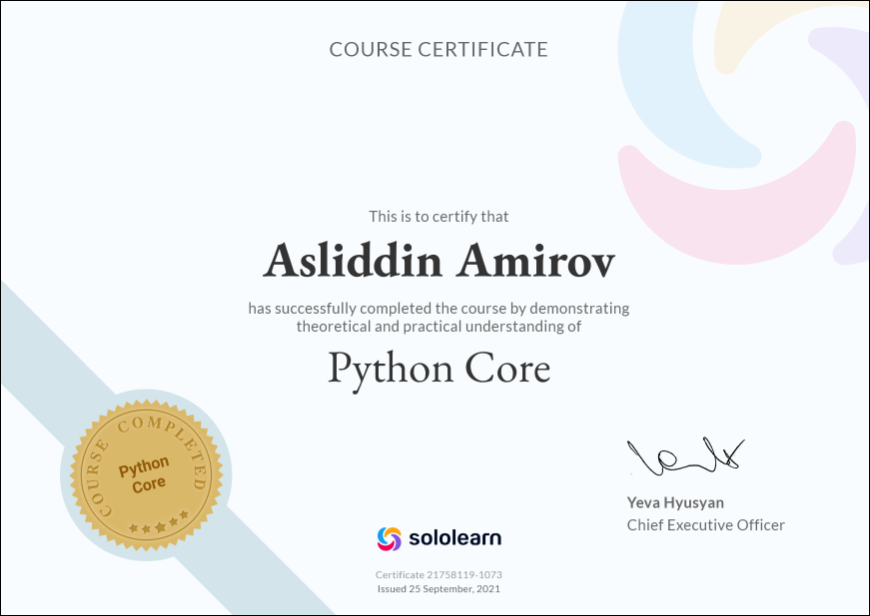 COURSE CERTIFICATE
This is to certify that
Asliddin Amirov
has successfully completed the course by demonstrating
theoretical and practical understanding of
Python Core
COURSE COMPLETED
Python
Core
Yeva Hyusyan
Chief Executive Officer
sololearn
Certificate 21758119-1073
Issued 25 September, 2021